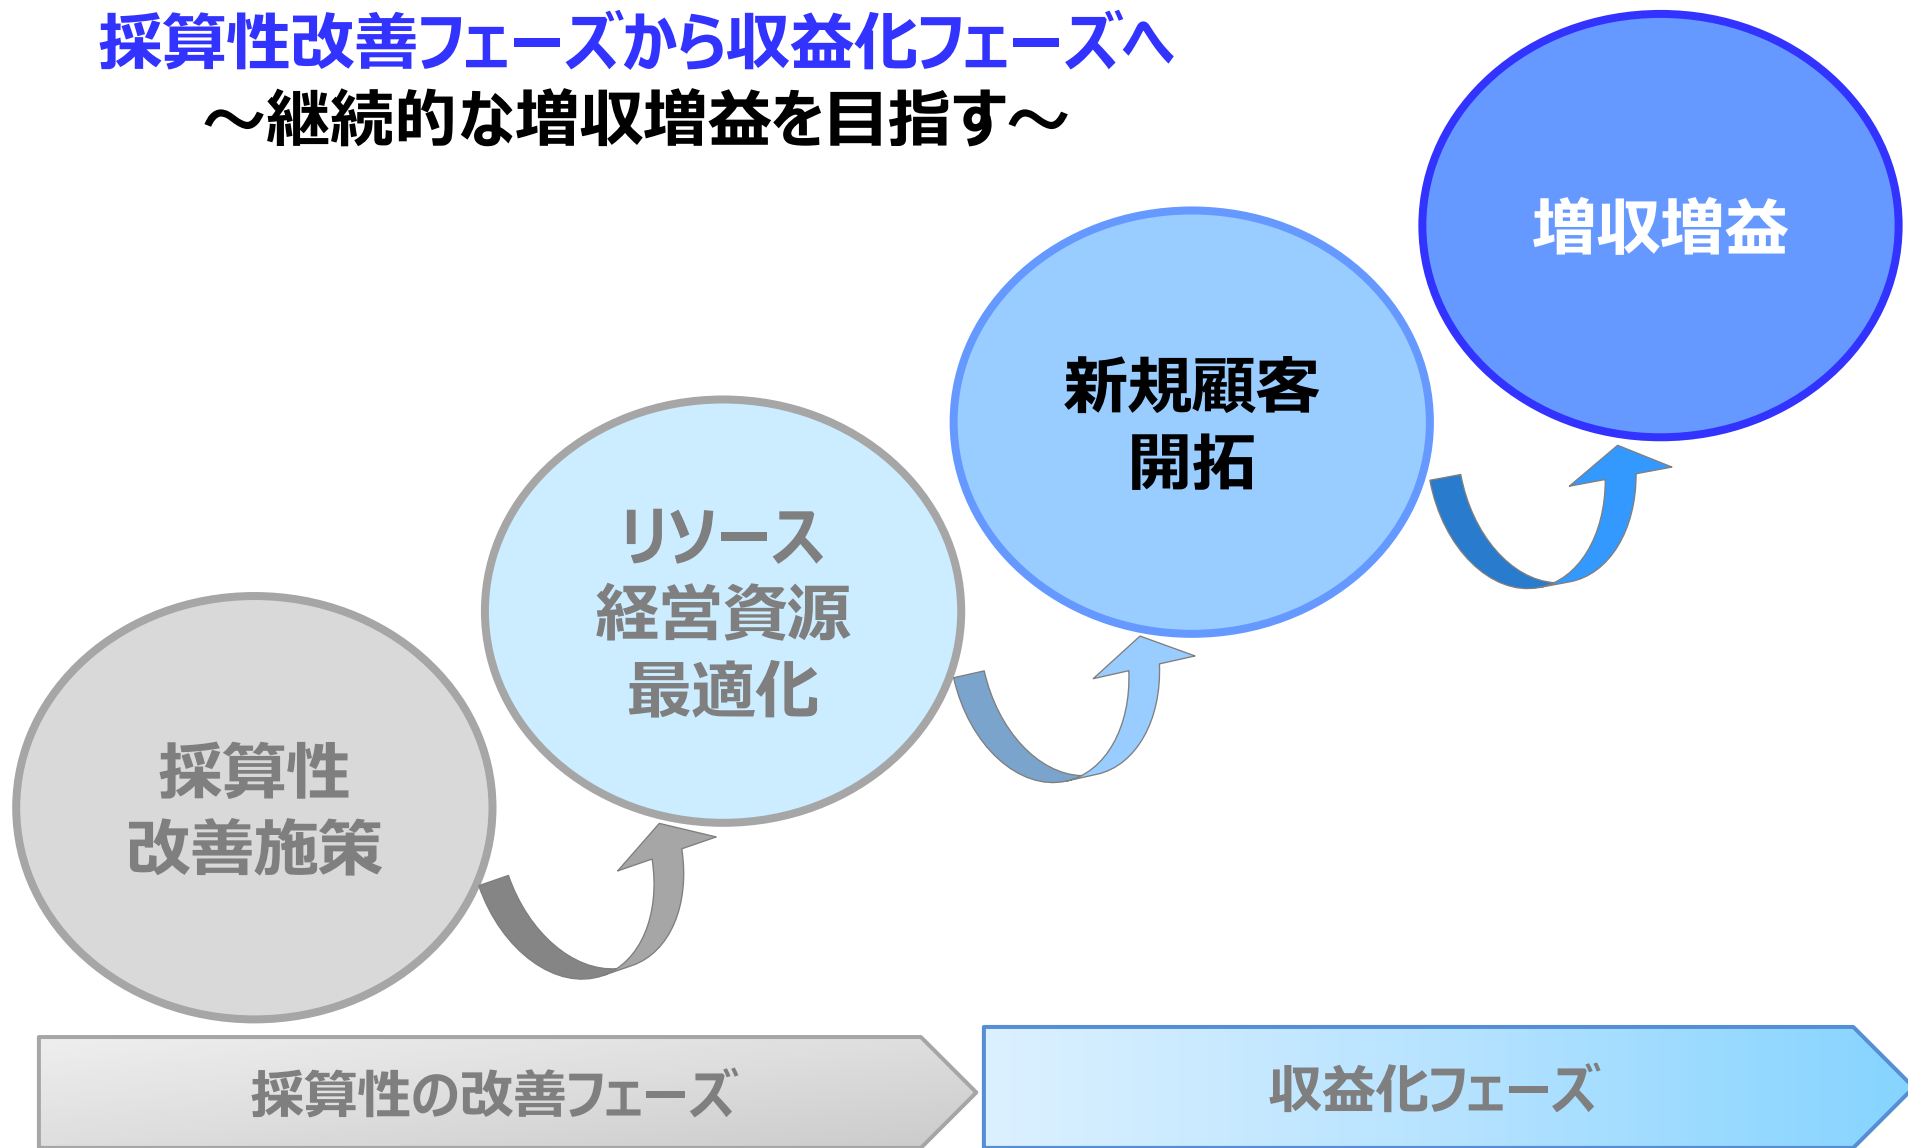 採算性改善フェーズから収益化フェーズへ
～継続的な増収増益を目指す～
増収増益
新規顧客
開拓
リソース
経営資源
最適化
採算性
改善施策
採算性の改善フェーズ
収益化フェーズ